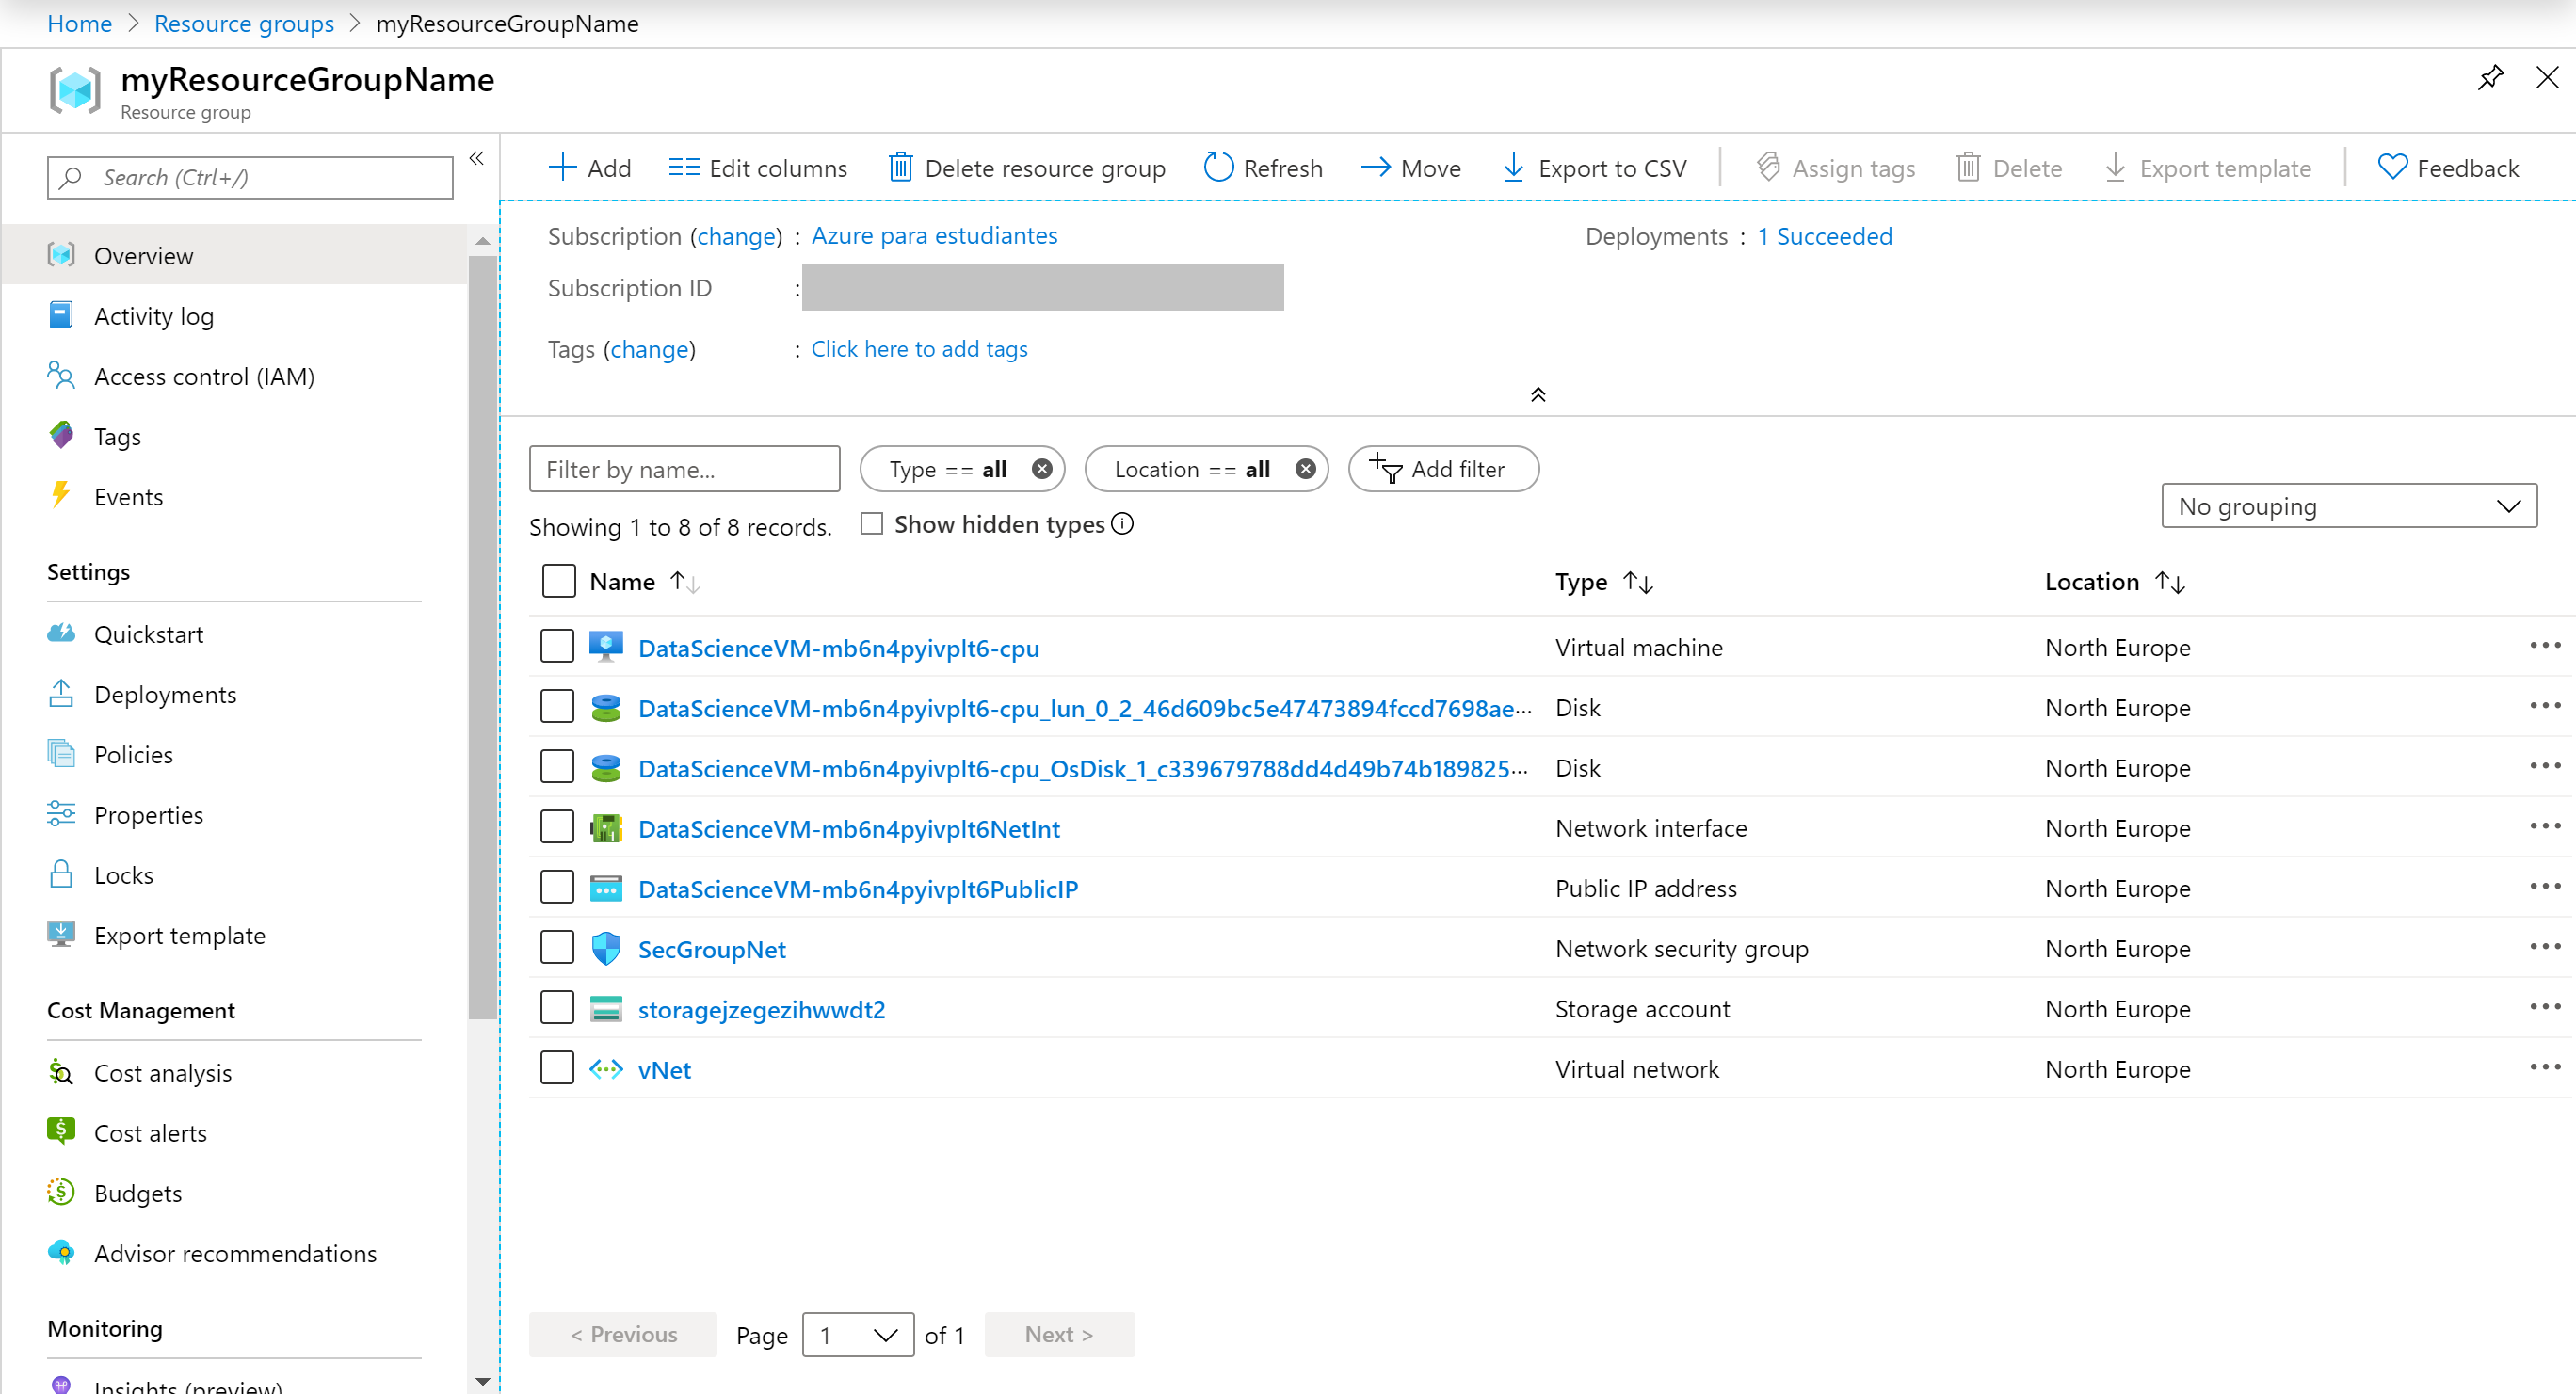 Home > Resource groups > myResourceGroupName
myResourceGroupName
Resource group
Search (Ctrl+/)
«
Overview
Activity log
Access control (IAM)
Tags
Events
Settings
Quickstart
Deployments
Policies
Properties
Locks
Export template
Cost Management
Cost analysis
Cost alerts
Budgets
Advisor recommendations
Monitoring
Insights (preview)
Add Edit columns Delete resource group Refresh Move Export to CSV Assign tags Delete Export template Feedback
Subscription (change) : Azure para estudiantes
Deployments : 1 Succeeded
Subscription ID :
Tags (change) : Click here to add tags
Filter by name... Type == all Location == all Add filter
Showing 1 to 8 of 8 records. Show hidden types
No grouping
Name Type Location
DataScienceVM-mb6n4pyivplt6-cpu Virtual machine North Europe
DataScienceVM-mb6n4pyivplt6-cpu_lun_0_2_46d609bc5e47473894fccd7698ae... Disk North Europe
DataScienceVM-mb6n4pyivplt6-cpu_OsDisk_1_c339679788dd4d49b74b189825... Disk North Europe
DataScienceVM-mb6n4pyivplt6NetInt Network interface North Europe
DataScienceVM-mb6n4pyivplt6PublicIP Public IP address North Europe
SecGroupNet Network security group North Europe
storagejzegezihwwdt2 Storage account North Europe
vNet Virtual network North Europe
< Previous Page 1 of 1 Next >